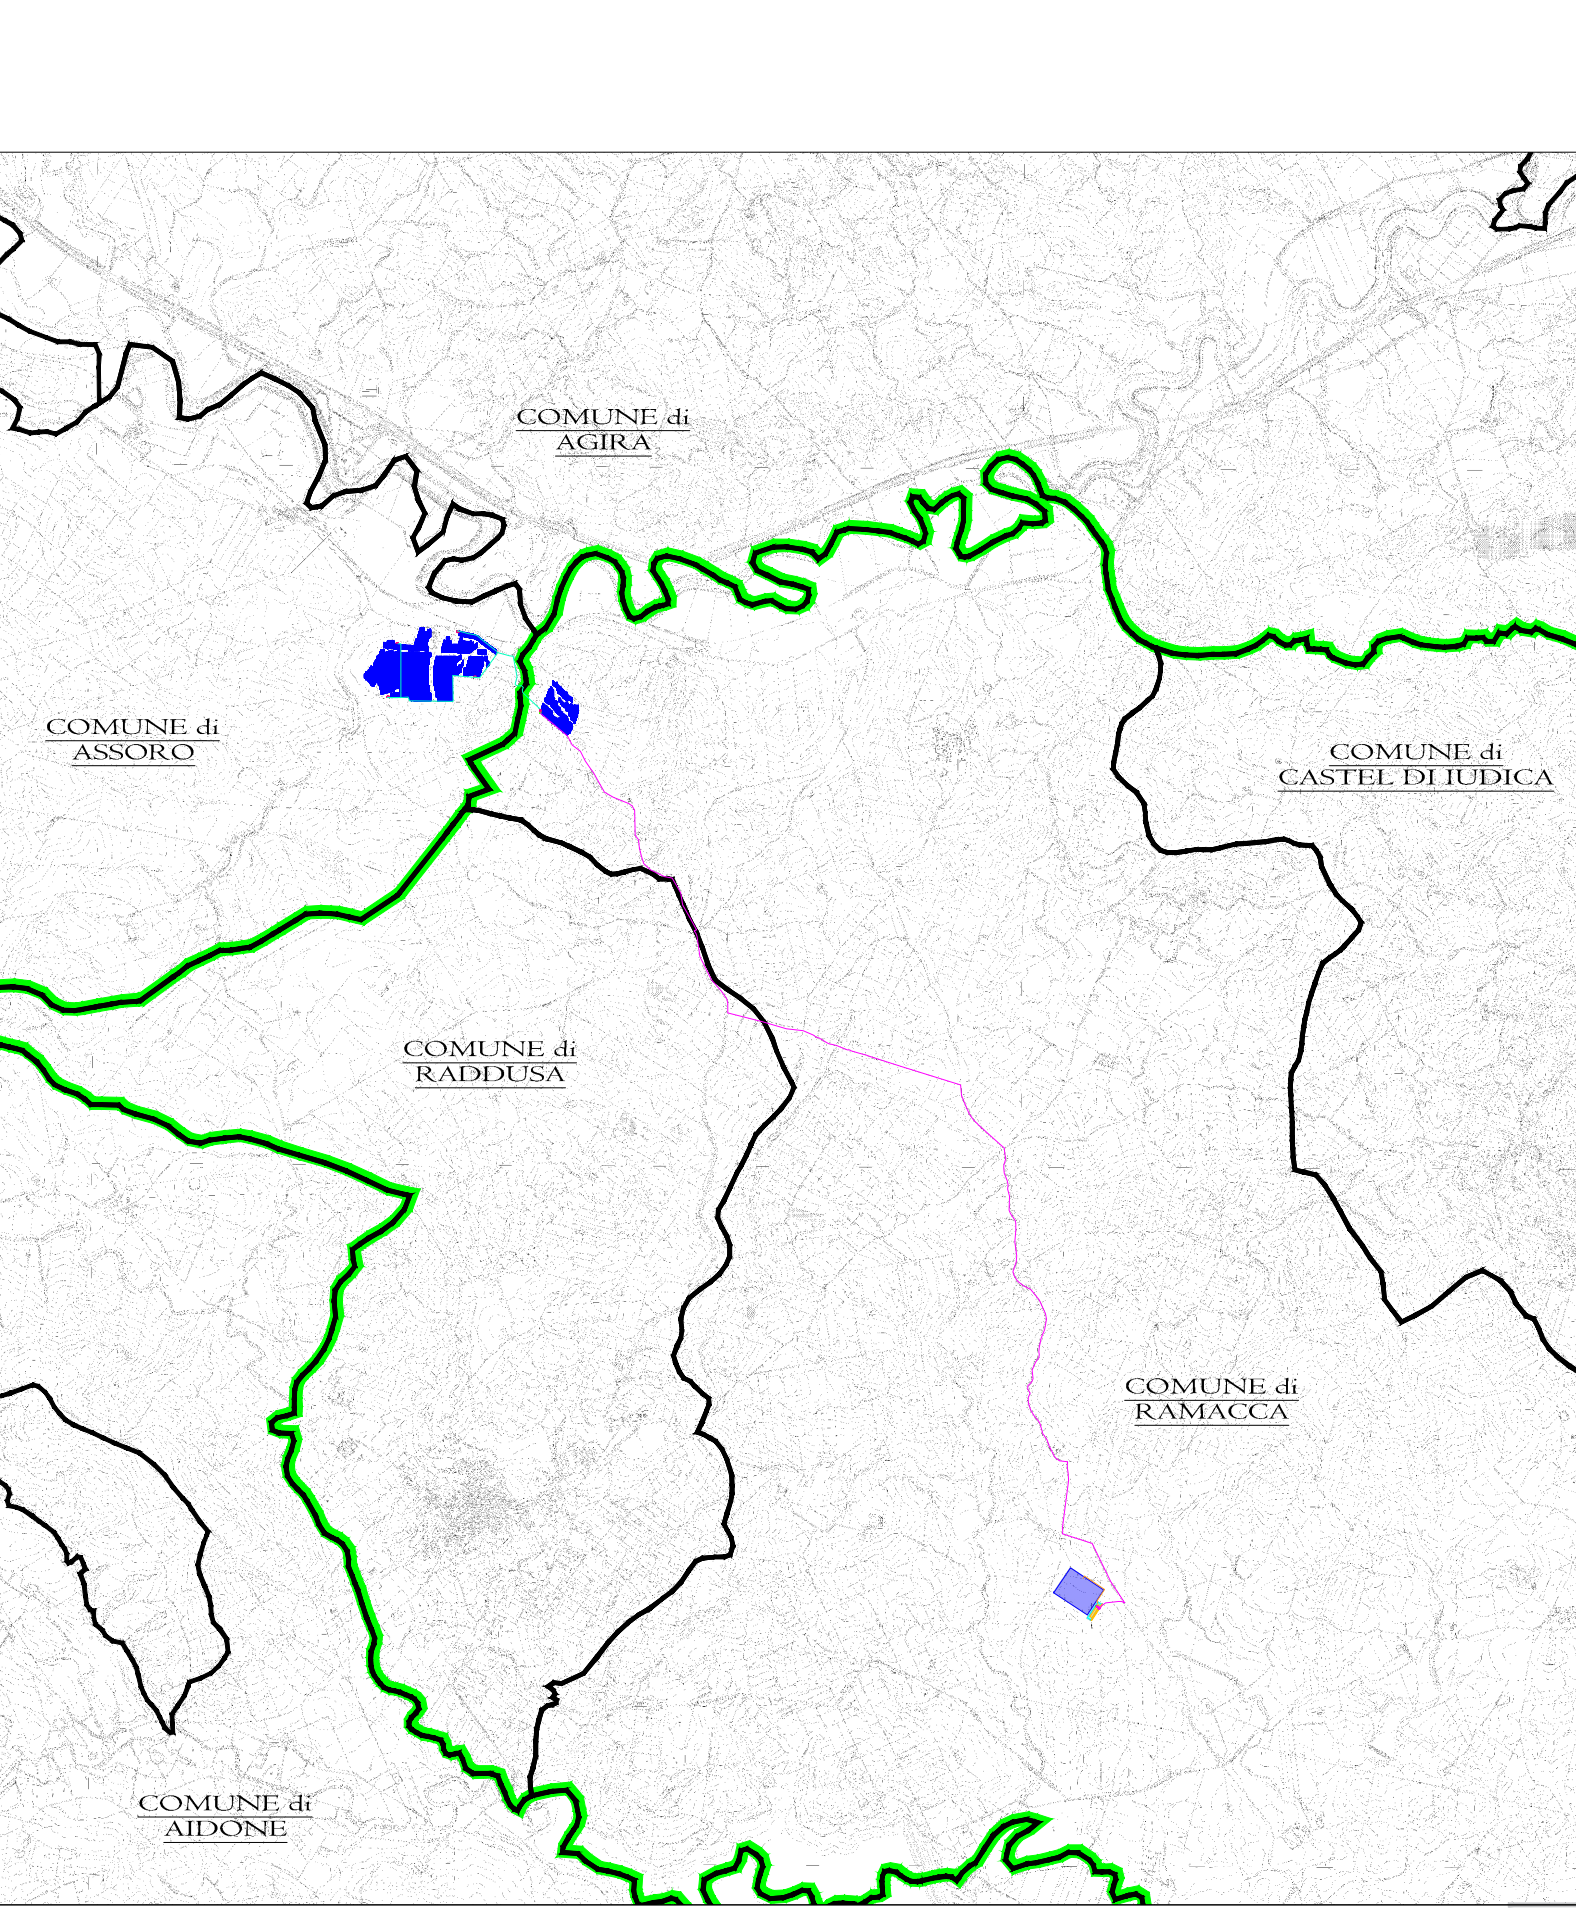 COMUNE di
AGIRA
COMUNE di
ASSORO
COMUNE di
CASTEL DI IUDICA
COMUNE di
RADDUSA
COMUNE di
RAMACCA
COMUNE di
AIDONE